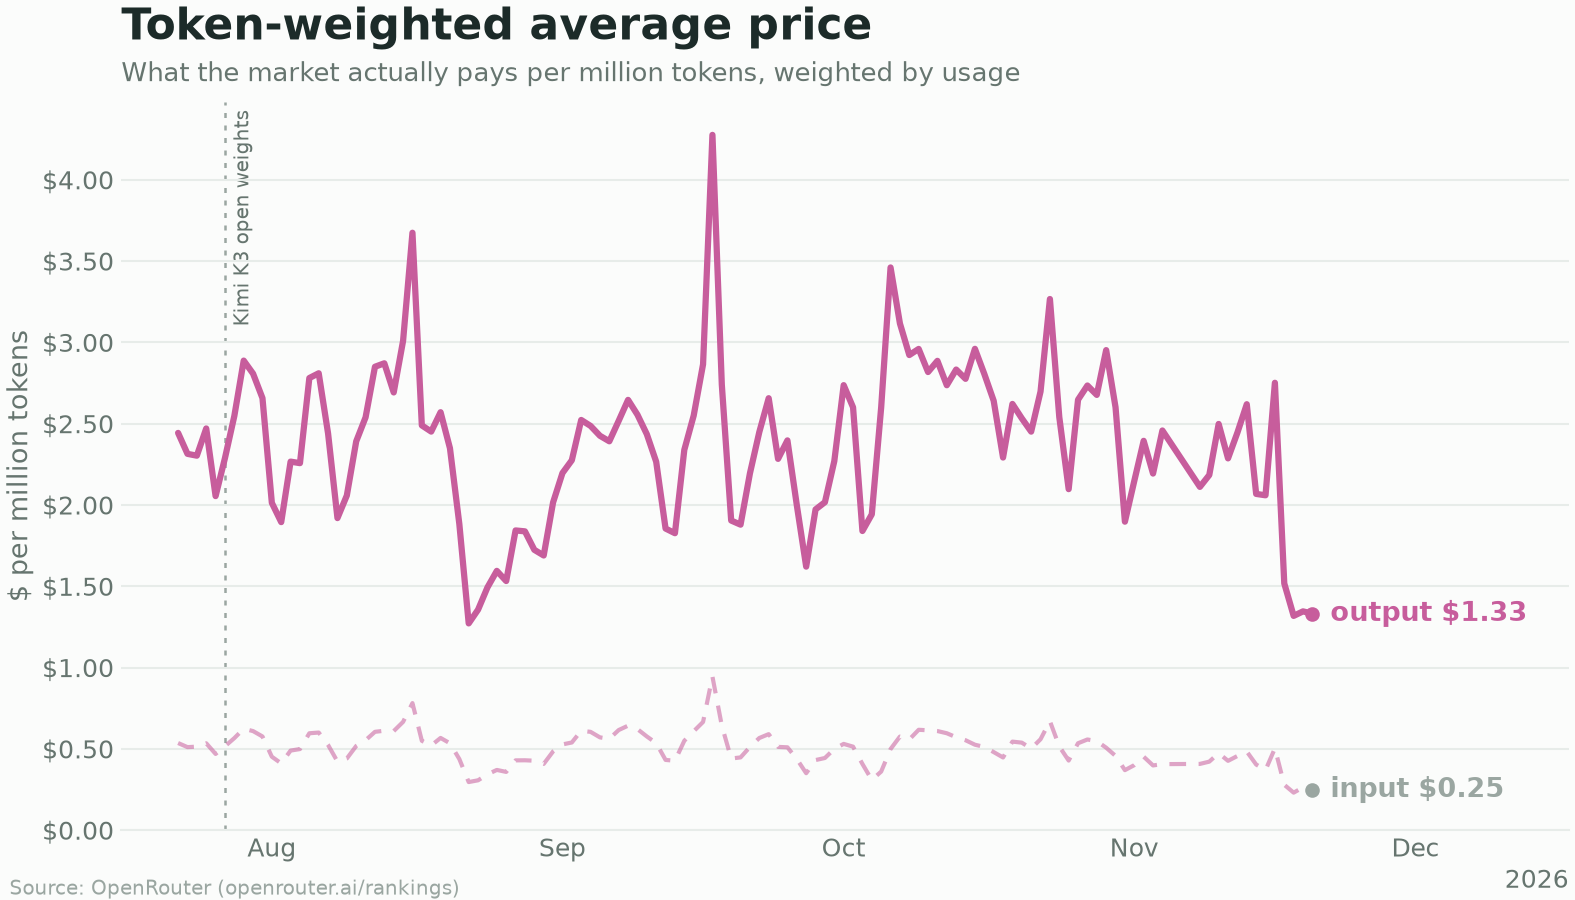 Token-weighted average price
What the market actually pays per million tokens, weighted by usage
Kimi K3 open weights
$ per million tokens
$4.00
$3.50
$3.00
$2.50
$2.00
$1.50
$1.00
$0.50
$0.00
output $1.33
input $0.25
Aug
Sep
Oct
Nov
Dec
2026
Source: OpenRouter (openrouter.ai/rankings)